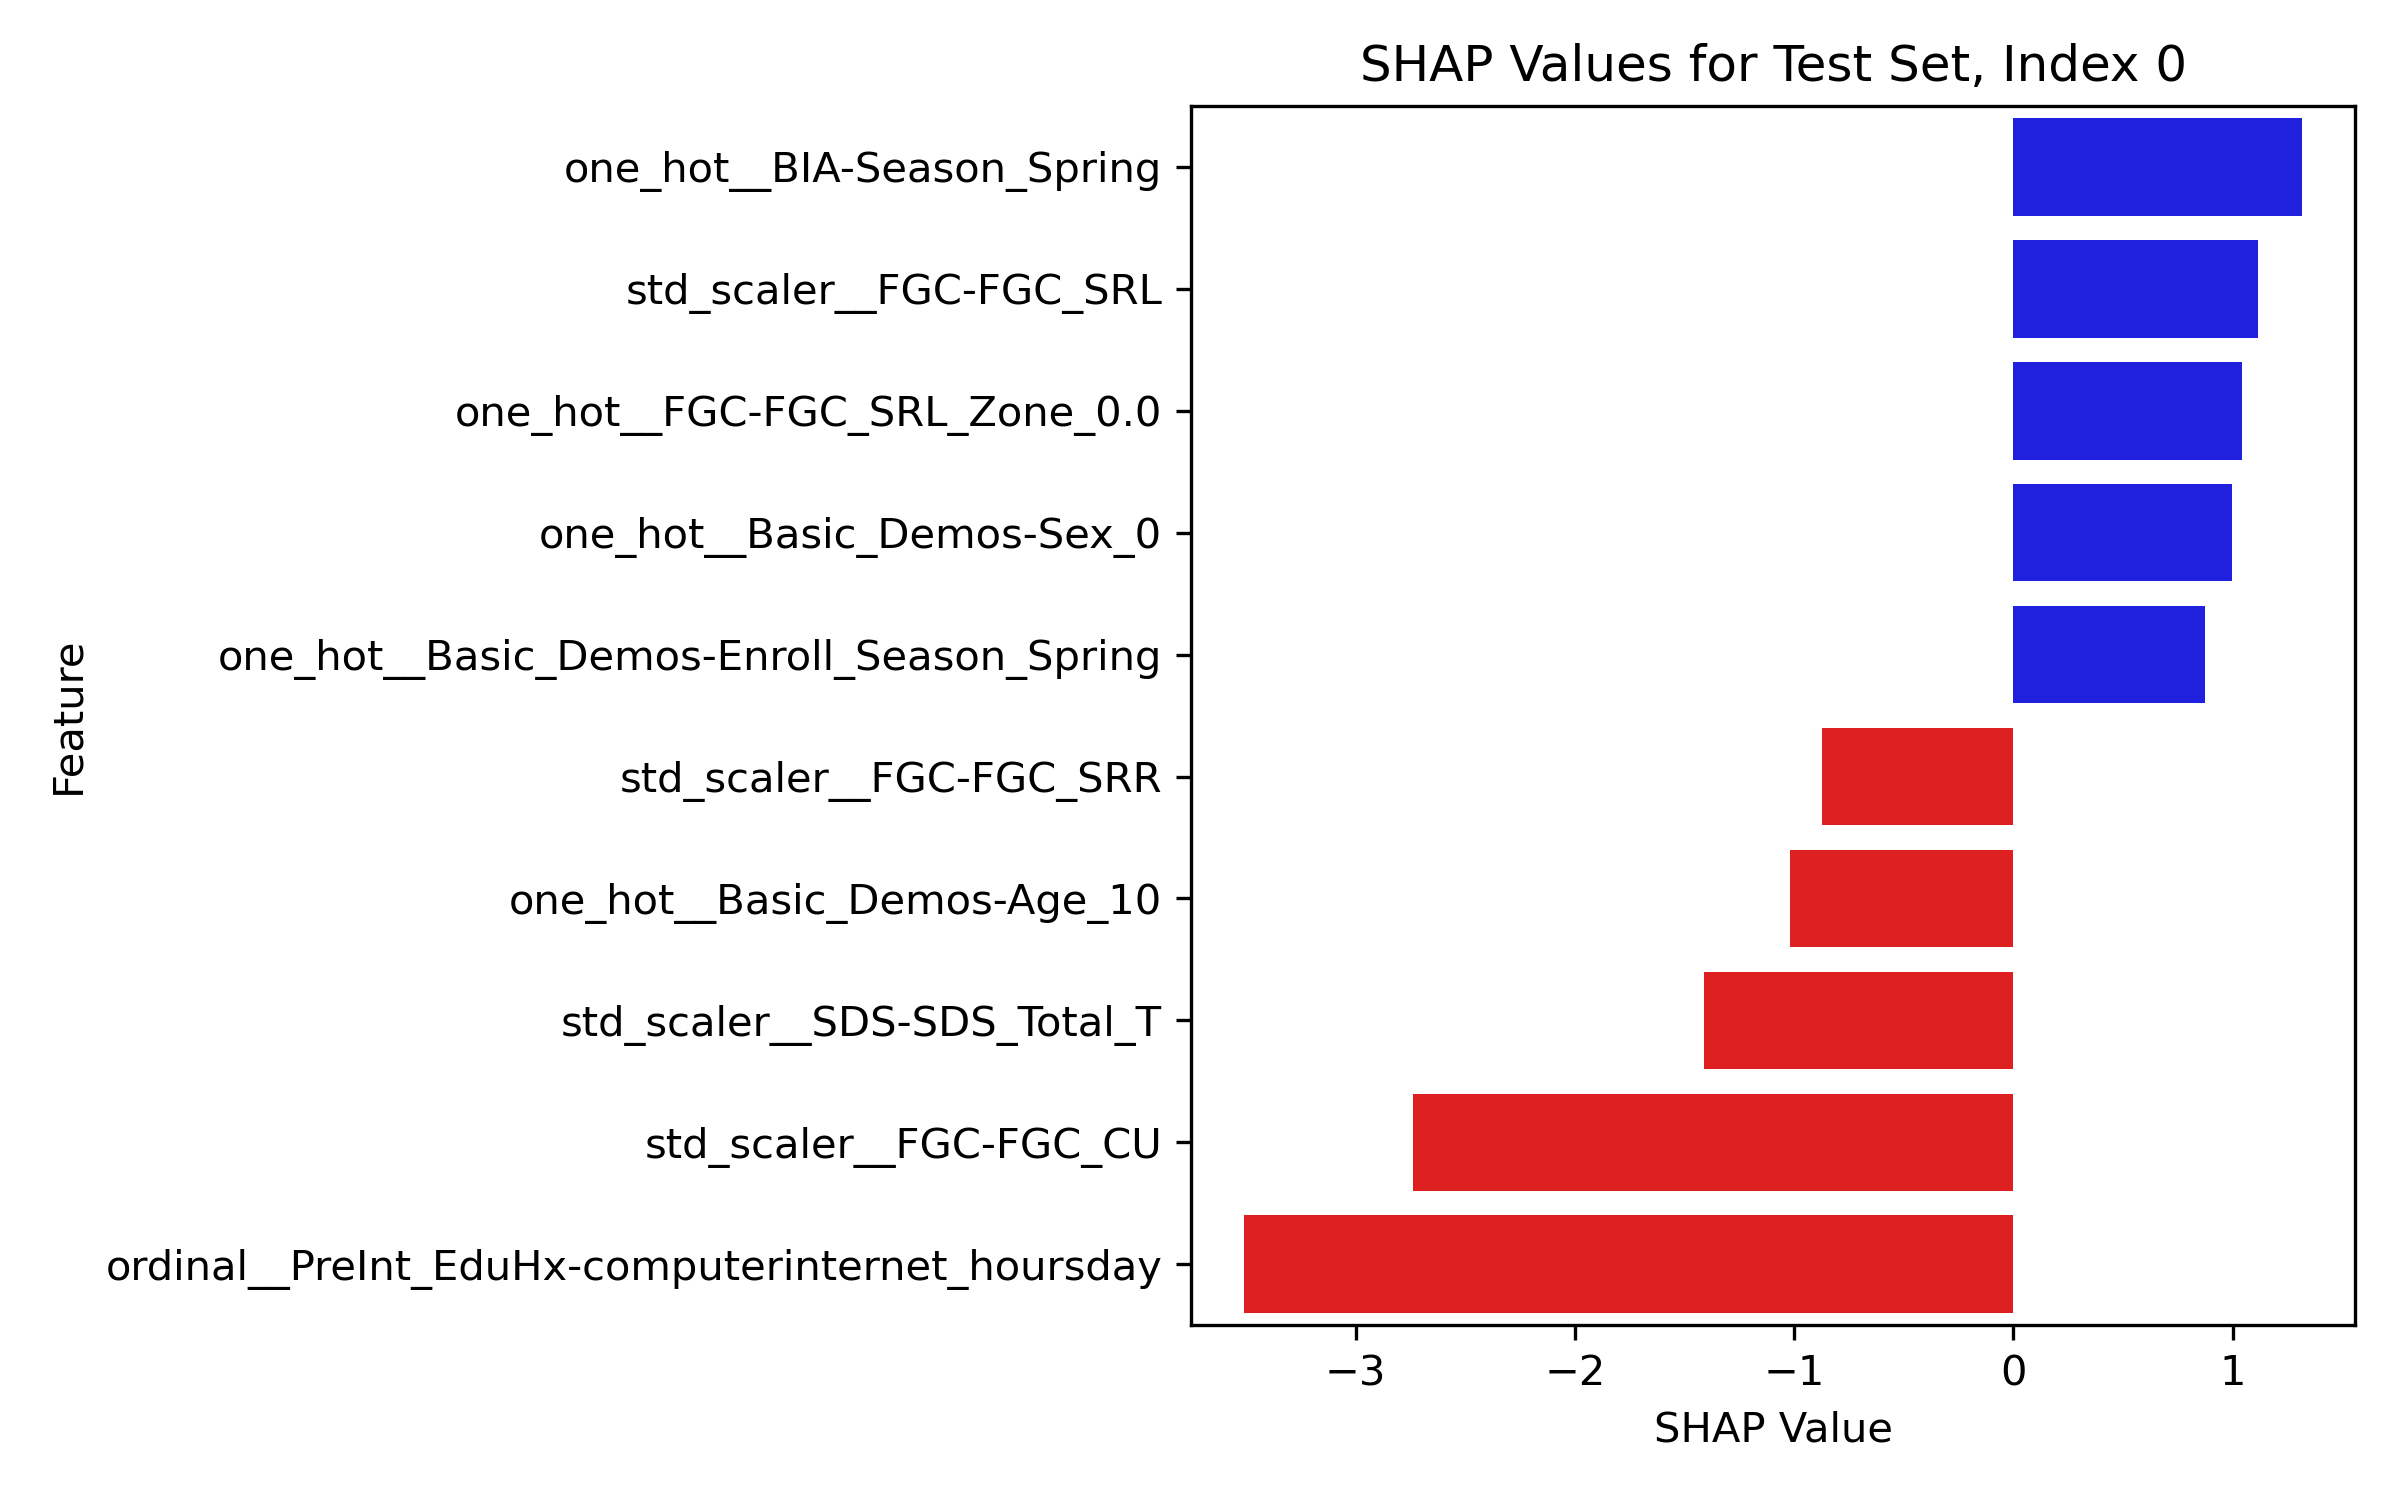 SHAP Values for Test Set, Index 0
one_hot__BIA-Season_Spring
std_scaler__FGC-FGC_SRL
one_hot__FGC-FGC_SRL_Zone_0.0
one_hot__Basic_Demos-Sex_0
one_hot__Basic_Demos-Enroll_Season_Spring
std_scaler__FGC-FGC_SRR
one_hot__Basic_Demos-Age_10
std_scaler__SDS-SDS_Total_T
std_scaler__FGC-FGC_CU
ordinal__PreInt_EduHx-computerinternet_hoursday
Feature
−3 −2 −1 0 1
SHAP Value